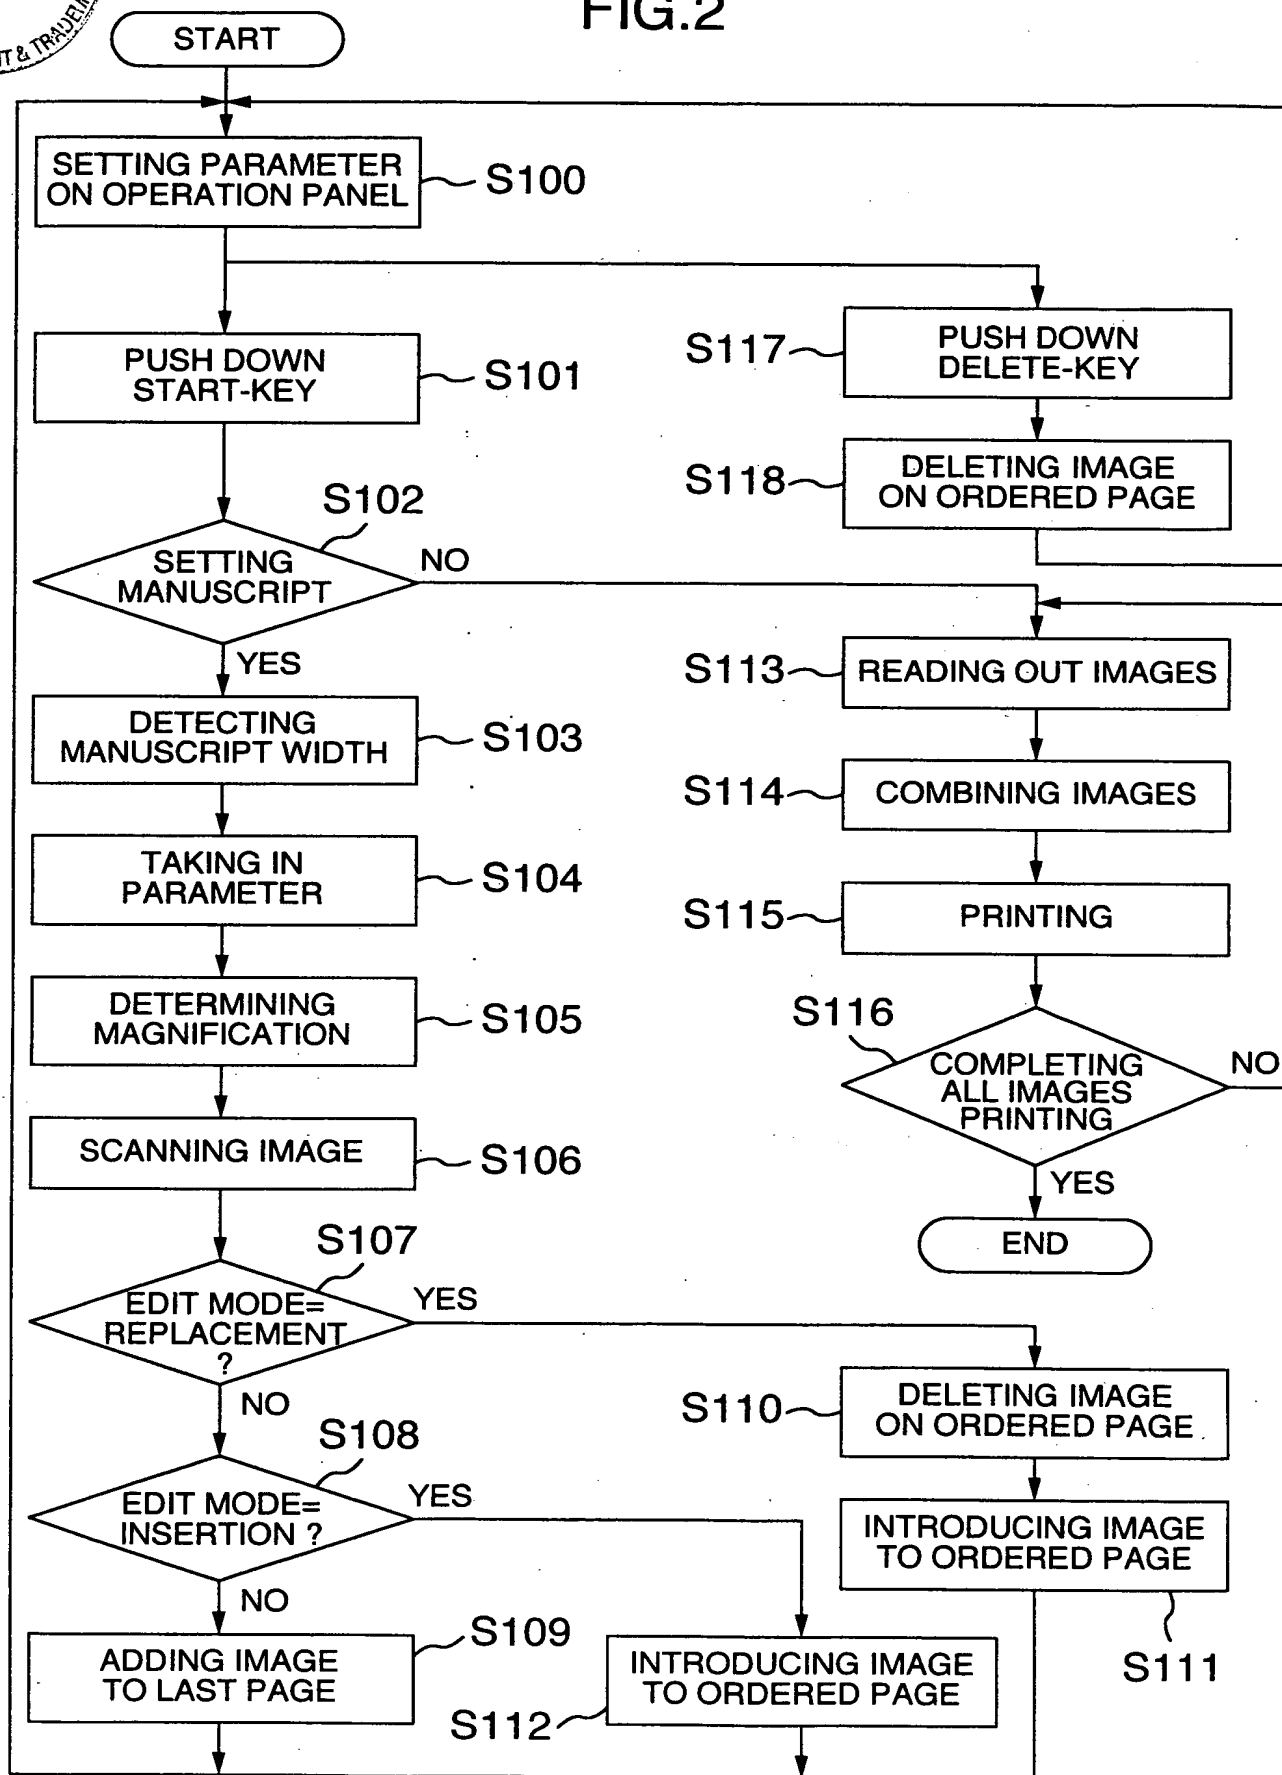 FIG.2
T & TRADEM
START
SETTING PARAMETER
ON OPERATION PANEL
S100
PUSH DOWN
START-KEY
S101
S117
PUSH DOWN
DELETE-KEY
S118
DELETING IMAGE
ON ORDERED PAGE
S102
SETTING
MANUSCRIPT
NO
YES
S113
READING OUT IMAGES
DETECTING
MANUSCRIPT WIDTH
S103
S114
COMBINING IMAGES
TAKING IN
PARAMETER
S104
S115
PRINTING
DETERMINING
MAGNIFICATION
S105
S116
COMPLETING
ALL IMAGES
PRINTING
NO
YES
END
SCANNING IMAGE
S106
S107
EDIT MODE=
REPLACEMENT
?
YES
NO
S110
DELETING IMAGE
ON ORDERED PAGE
S108
EDIT MODE=
INSERTION ?
YES
NO
INTRODUCING IMAGE
TO ORDERED PAGE
S111
ADDING IMAGE
TO LAST PAGE
S109
INTRODUCING IMAGE
TO ORDERED PAGE
S112